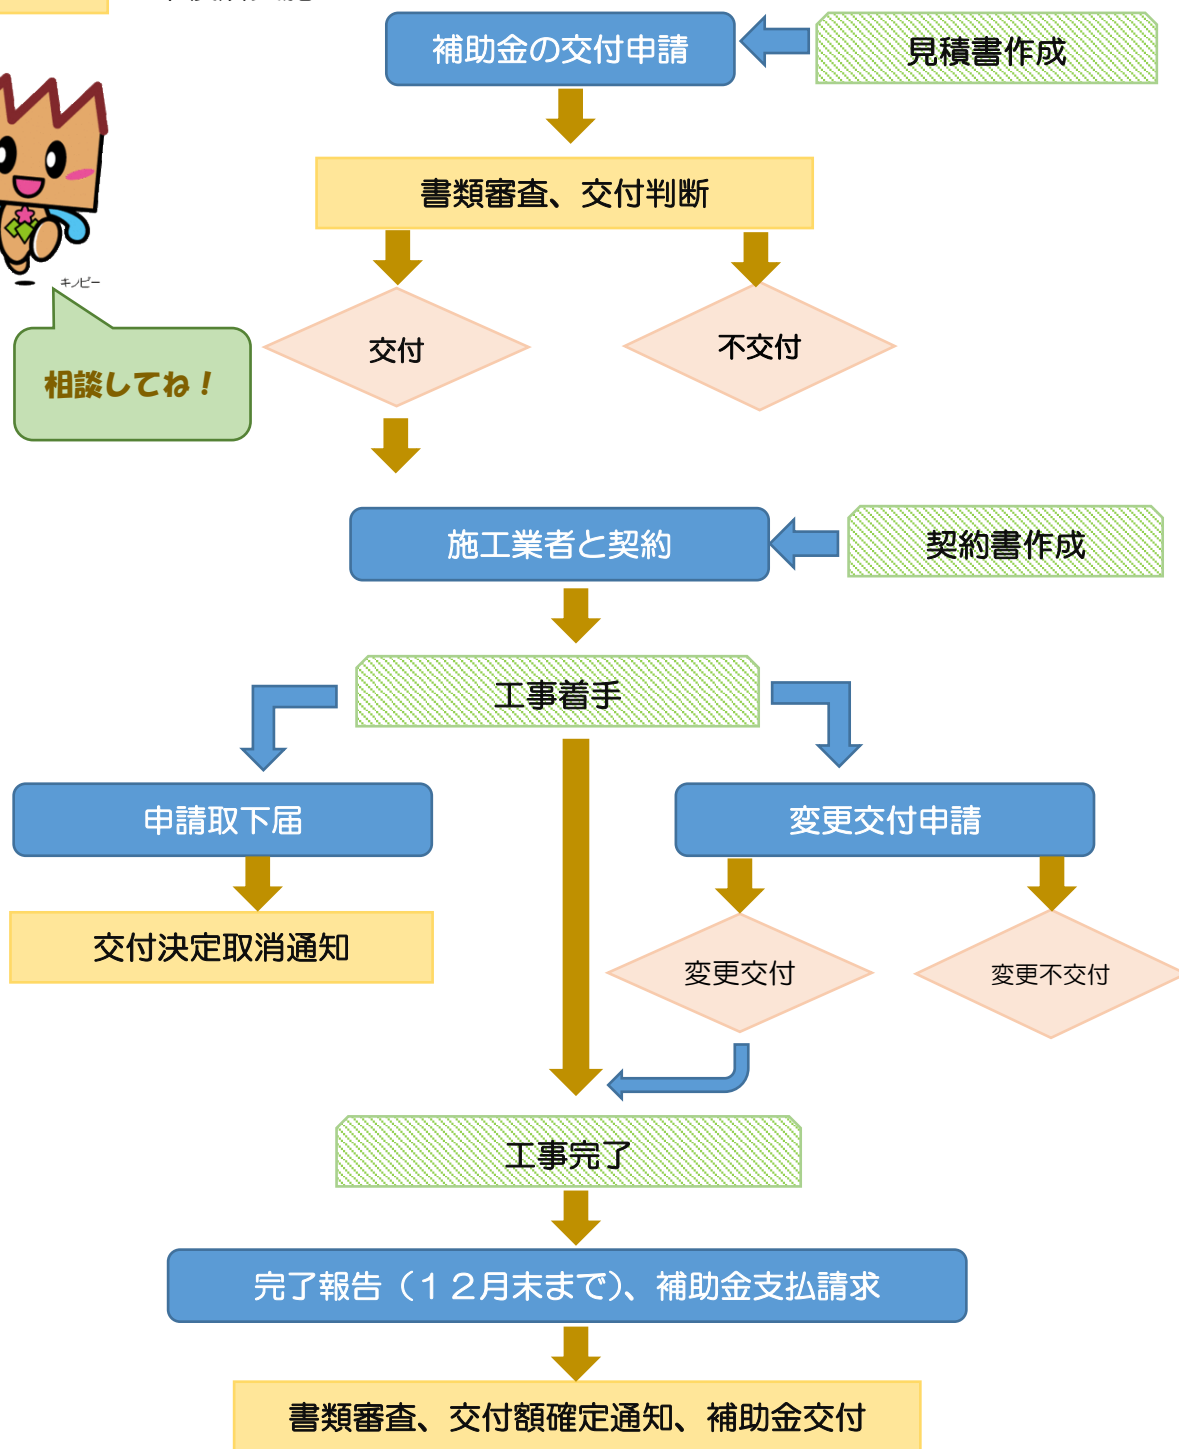 補助金の交付申請
見積書作成
書類審査、交付判断
キノピー
相談してね！
交付
不交付
施工業者と契約
契約書作成
工事着手
申請取下届
変更交付申請
交付決定取消通知
変更交付
変更不交付
工事完了
完了報告（１２月末まで）、補助金支払請求
書類審査、交付額確定通知、補助金交付